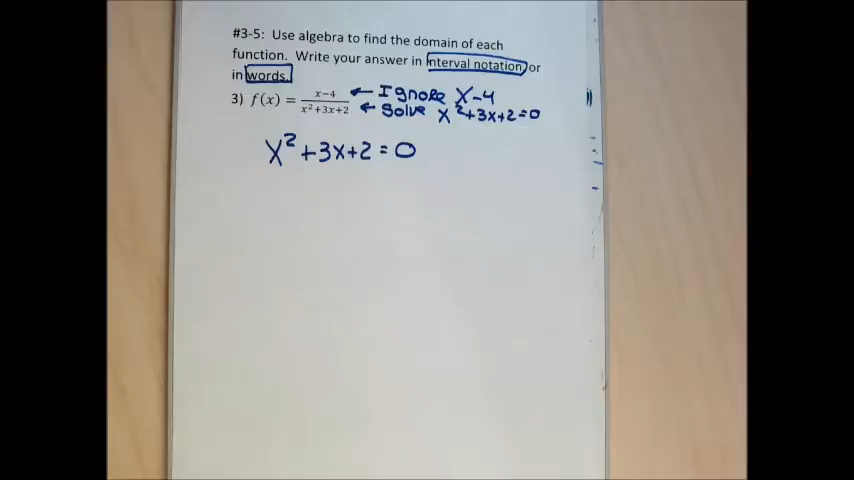 #3-5: Use algebra to find the domain of each
function. Write your answer in interval notation or
in words.
3) f(x) = x−4 / x²+3x+2 ← Ignore x-4
← Solve x²+3x+2=0
x²+3x+2=0